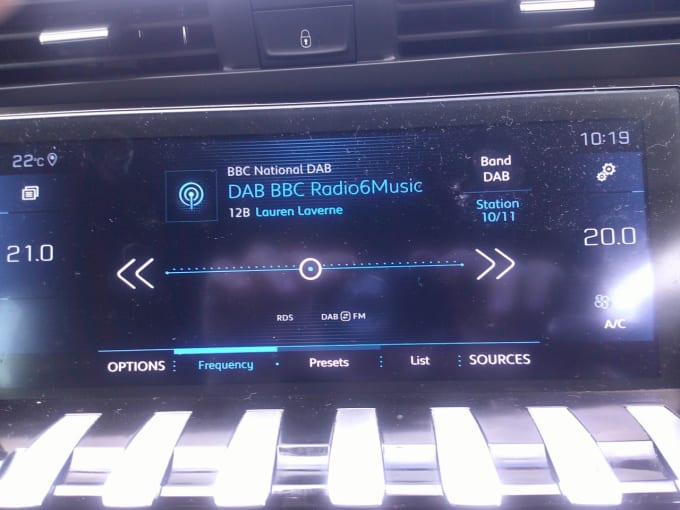 22°C
10:19
BBC National DAB
DAB BBC Radio6Music
12B Lauren Laverne
Band
DAB
Station
10/11
21.0
20.0
RDS
DAB FM
A/C
OPTIONS
Frequency
Presets
List
SOURCES